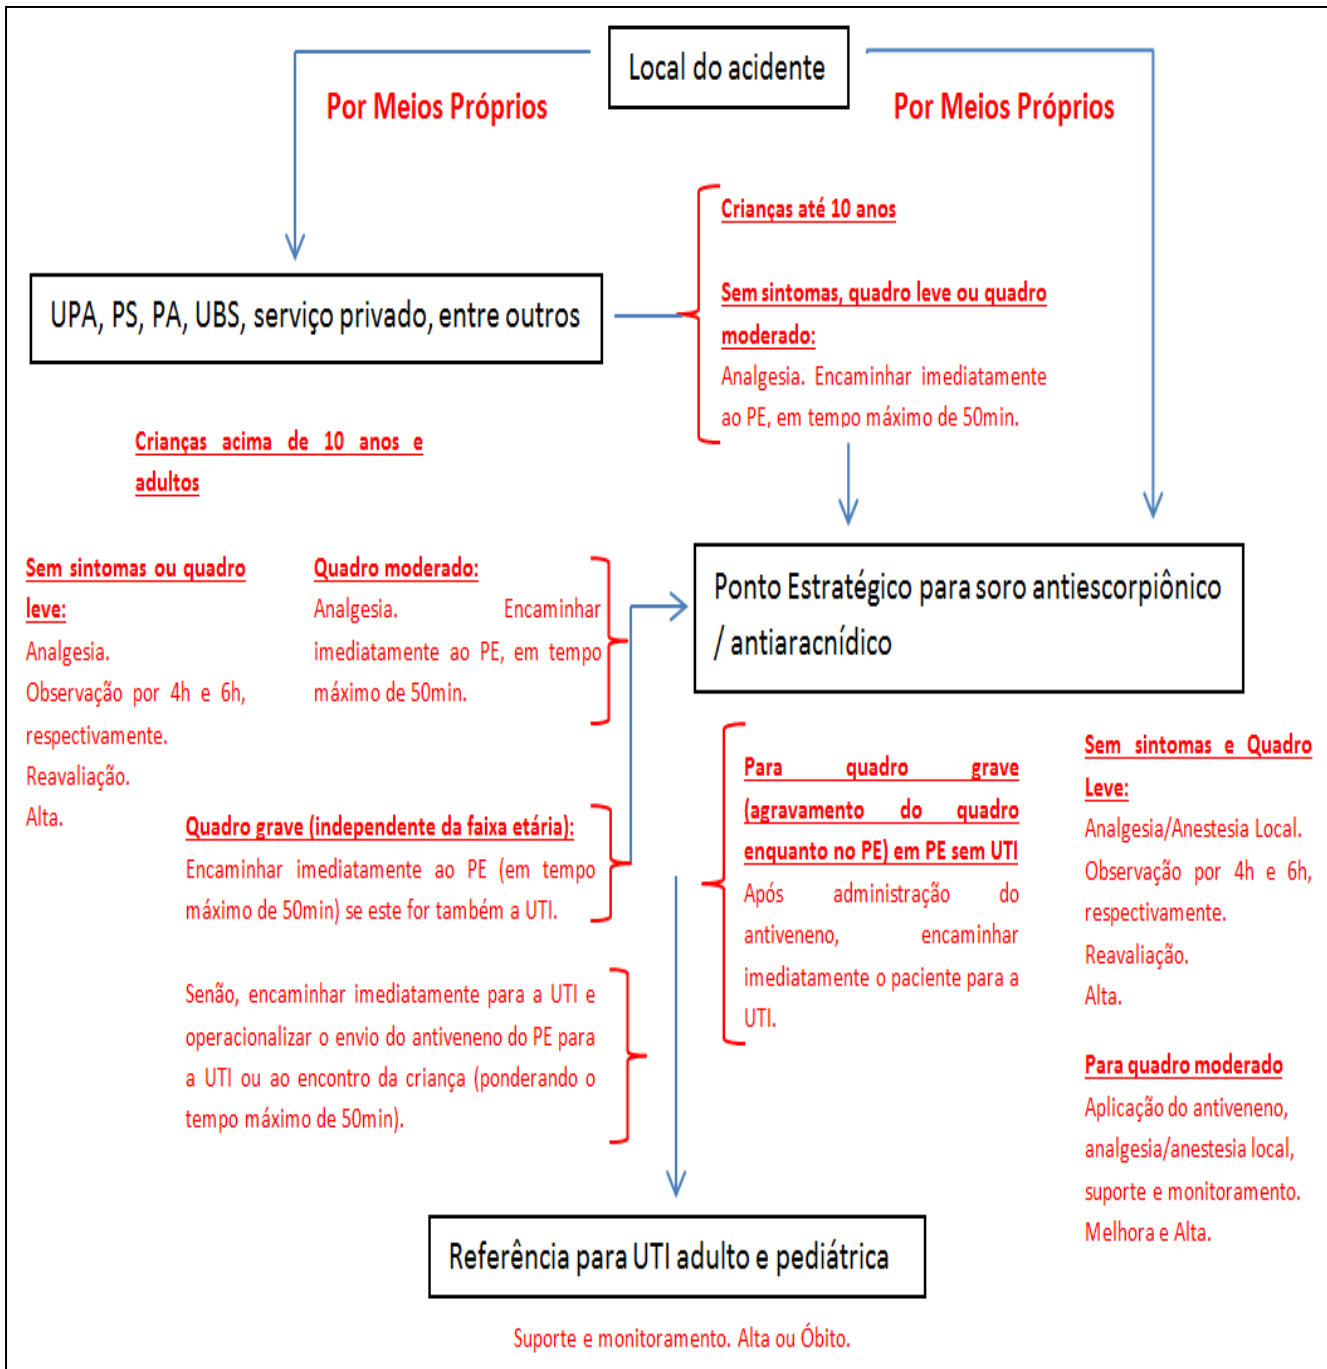 Local do acidente
Por Meios Próprios
Por Meios Próprios
Crianças até 10 anos
Sem sintomas, quadro leve ou quadro
moderado:
Analgesia. Encaminhar imediatamente
ao PE, em tempo máximo de 50min.
UPA, PS, PA, UBS, serviço privado, entre outros
Crianças acima de 10 anos e
adultos
Sem sintomas ou quadro
leve:
Analgesia.
Observação por 4h e 6h,
respectivamente.
Reavaliação.
Alta.
Quadro moderado:
Analgesia. Encaminhar
imediatamente ao PE, em tempo
máximo de 50min.
Ponto Estratégico para soro antiescorpiônico
/ antiaracnídico
Quadro grave (independente da faixa etária):
Encaminhar imediatamente ao PE (em tempo
máximo de 50min) se este for também a UTI.
Senão, encaminhar imediatamente para a UTI e
operacionalizar o envio do antiveneno do PE para
a UTI ou ao encontro da criança (ponderando o
tempo máximo de 50min).
Para quadro grave
(agravamento do quadro
enquanto no PE) em PE sem UTI
Após administração do
antiveneno, encaminhar
imediatamente o paciente para a
UTI.
Sem sintomas e Quadro
Leve:
Analgesia/Anestesia Local.
Observação por 4h e 6h,
respectivamente.
Reavaliação.
Alta.
Para quadro moderado
Aplicação do antiveneno,
analgesia/anestesia local,
suporte e monitoramento.
Melhora e Alta.
Referência para UTI adulto e pediátrica
Suporte e monitoramento. Alta ou Óbito.